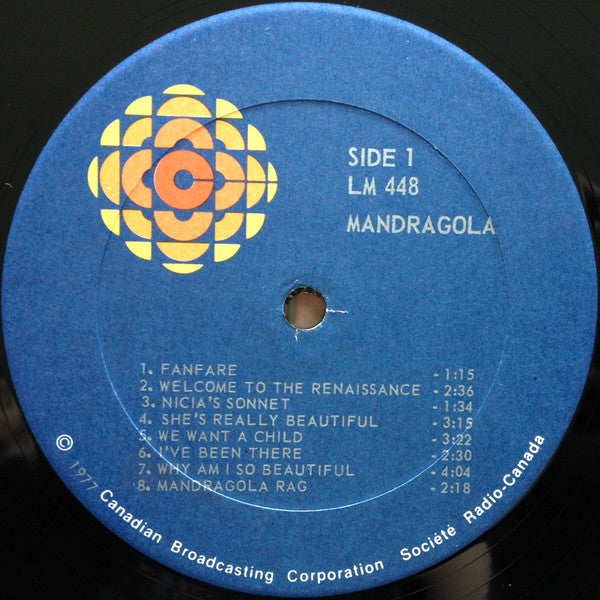 SIDE 1
LM 448
MANDRAGOLA
1. FANFARE - 1:15
2. WELCOME TO THE RENAISSANCE - 2:36
3. NICIA'S SONNET - 1:34
4. SHE'S REALLY BEAUTIFUL - 3:15
5. WE WANT A CHILD - 3:22
6. I'VE BEEN THERE - 2:30
7. WHY AM I SO BEAUTIFUL - 4:04
8. MANDRAGOLA RAG - 2:18
© 1977 Canadian Broadcasting Corporation Société Radio-Canada